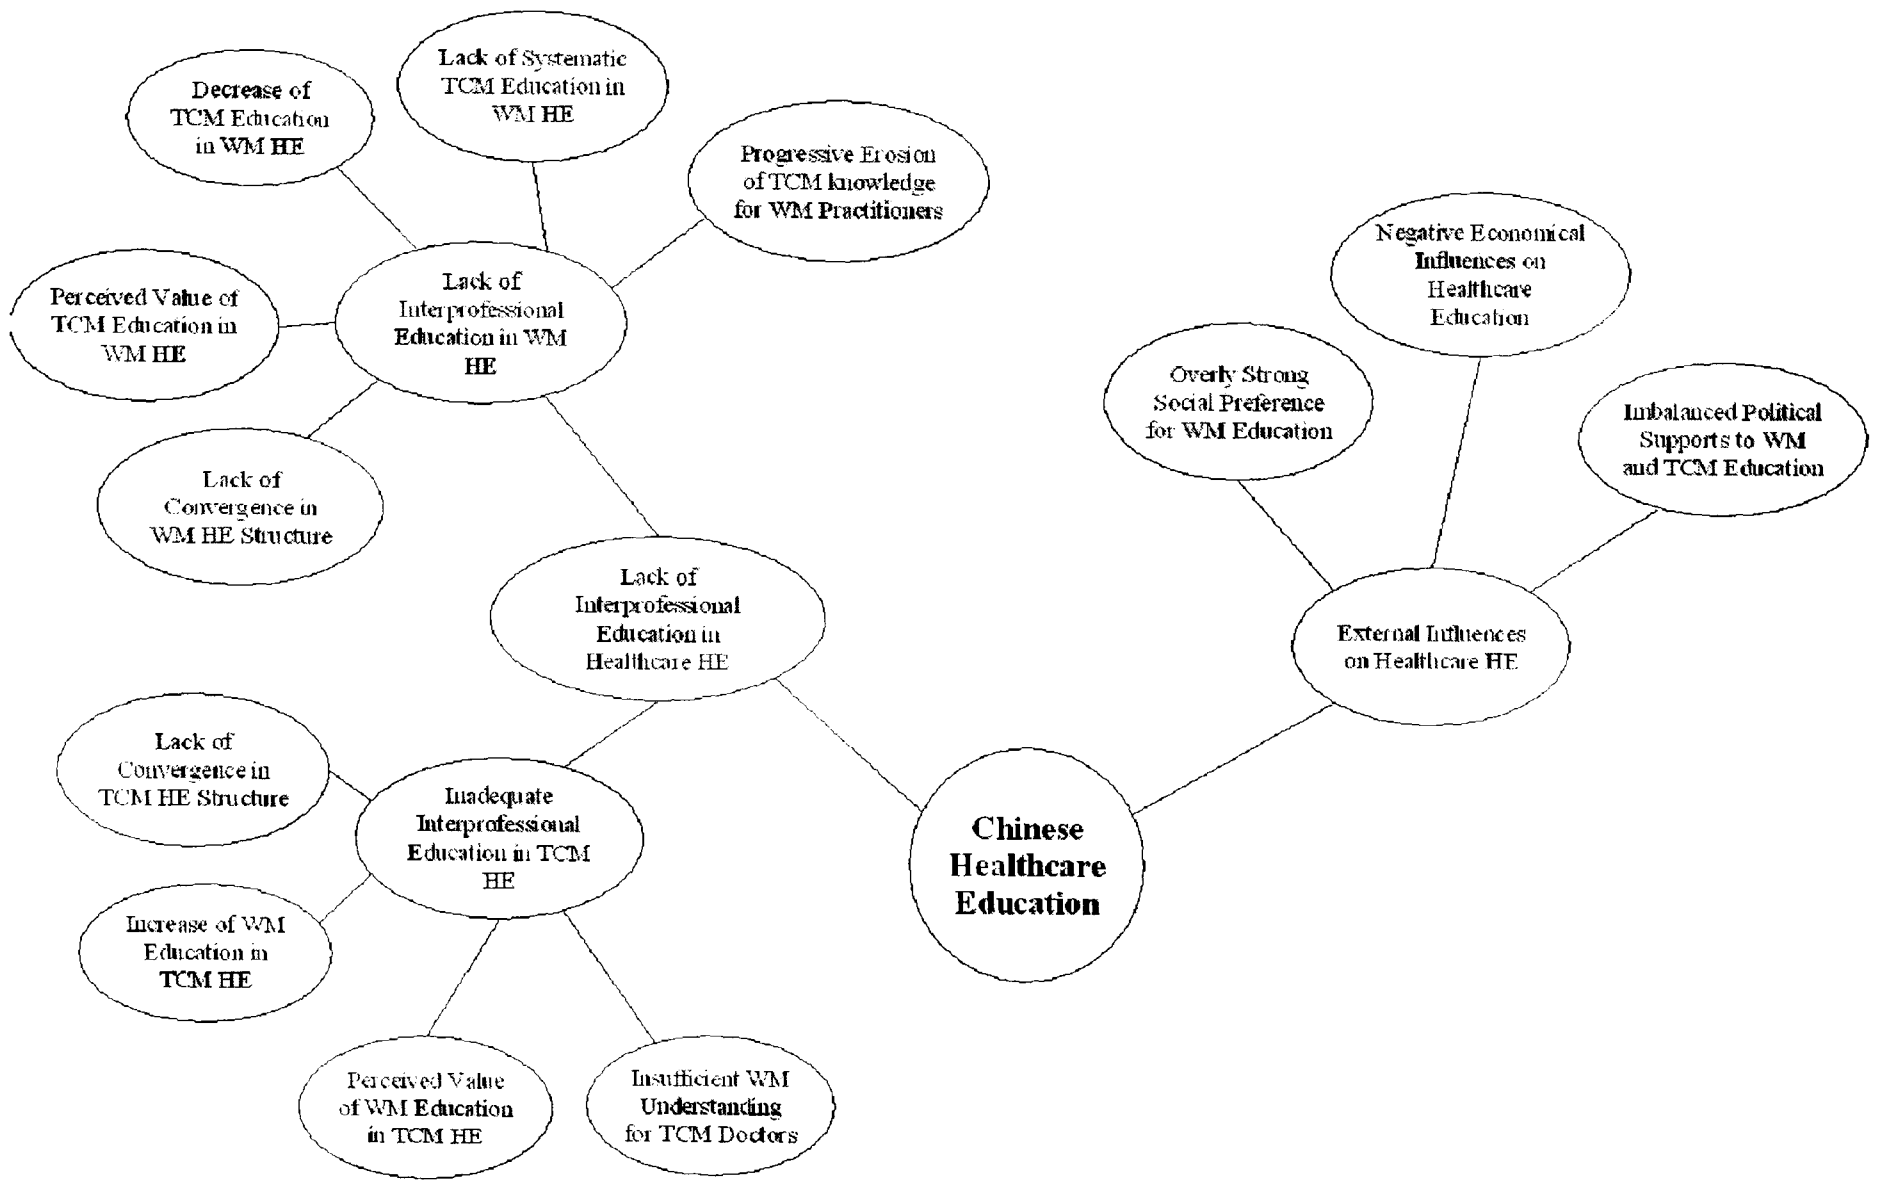 Lack of Systematic
TCM Education in
WM HE
Decrease of
TCM Education
in WM HE
Progressive Erosion
of TCM knowledge
for WM Practitioners
Negative Economical
Influences on
Healthcare
Education
Lack of
Interprofessional
Education in WM
HE
Perceived Value of
TCM Education in
WM HE
Overly Strong
Social Preference
for WM Education
Imbalanced Political
Supports to WM
and TCM Education
Lack of
Convergence in
WM HE Structure
Lack of
Interprofessional
Education in
Healthcare HE
External Influences
on Healthcare HE
Lack of
Convergence in
TCM HE Structure
Inadequate
Interprofessional
Education in TCM
HE
Chinese
Healthcare
Education
Increase of WM
Education in
TCM HE
Perceived Value
of WM Education
in TCM HE
Insufficient WM
Understanding
for TCM Doctors